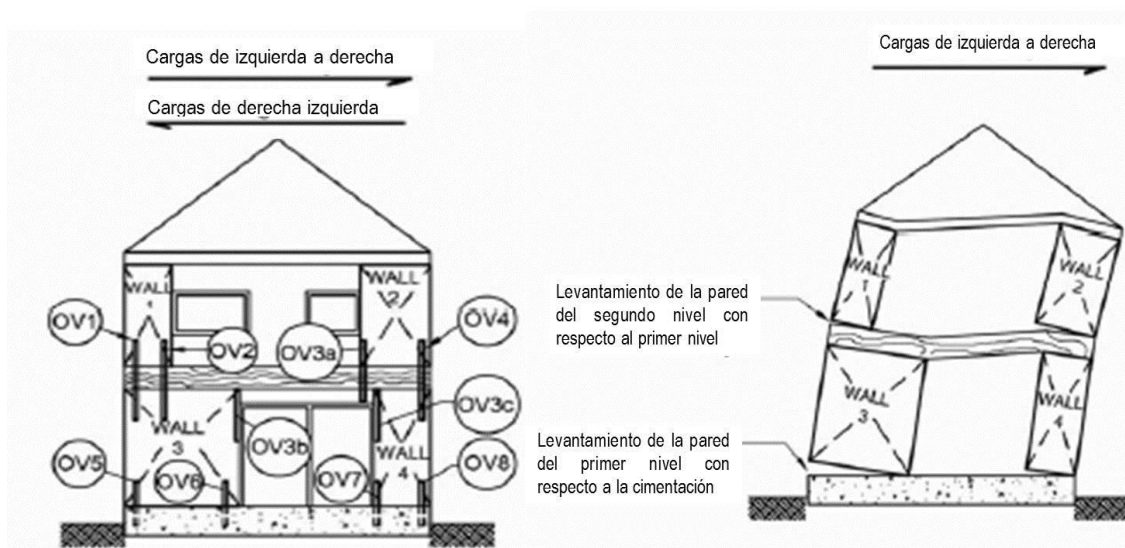 Cargas de izquierda a derecha
Cargas de derecha izquierda
WALL
1
WALL
2
OV1
OV2
OV3a
OV4
OV3c
WALL
3
OV3b
WALL
4
OV5
OV6
OV7
OV8
Cargas de izquierda a derecha
WALL
1
WALL
2
Levantamiento de la pared
del segundo nivel con
respecto al primer nivel
WALL
3
WALL
4
Levantamiento de la pared
del primer nivel con
respecto a la cimentación